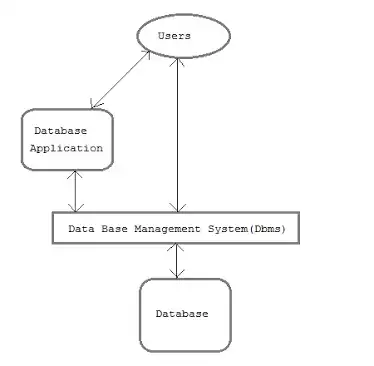 Users
Database
Application
Data Base Management System(Dbms)
Database